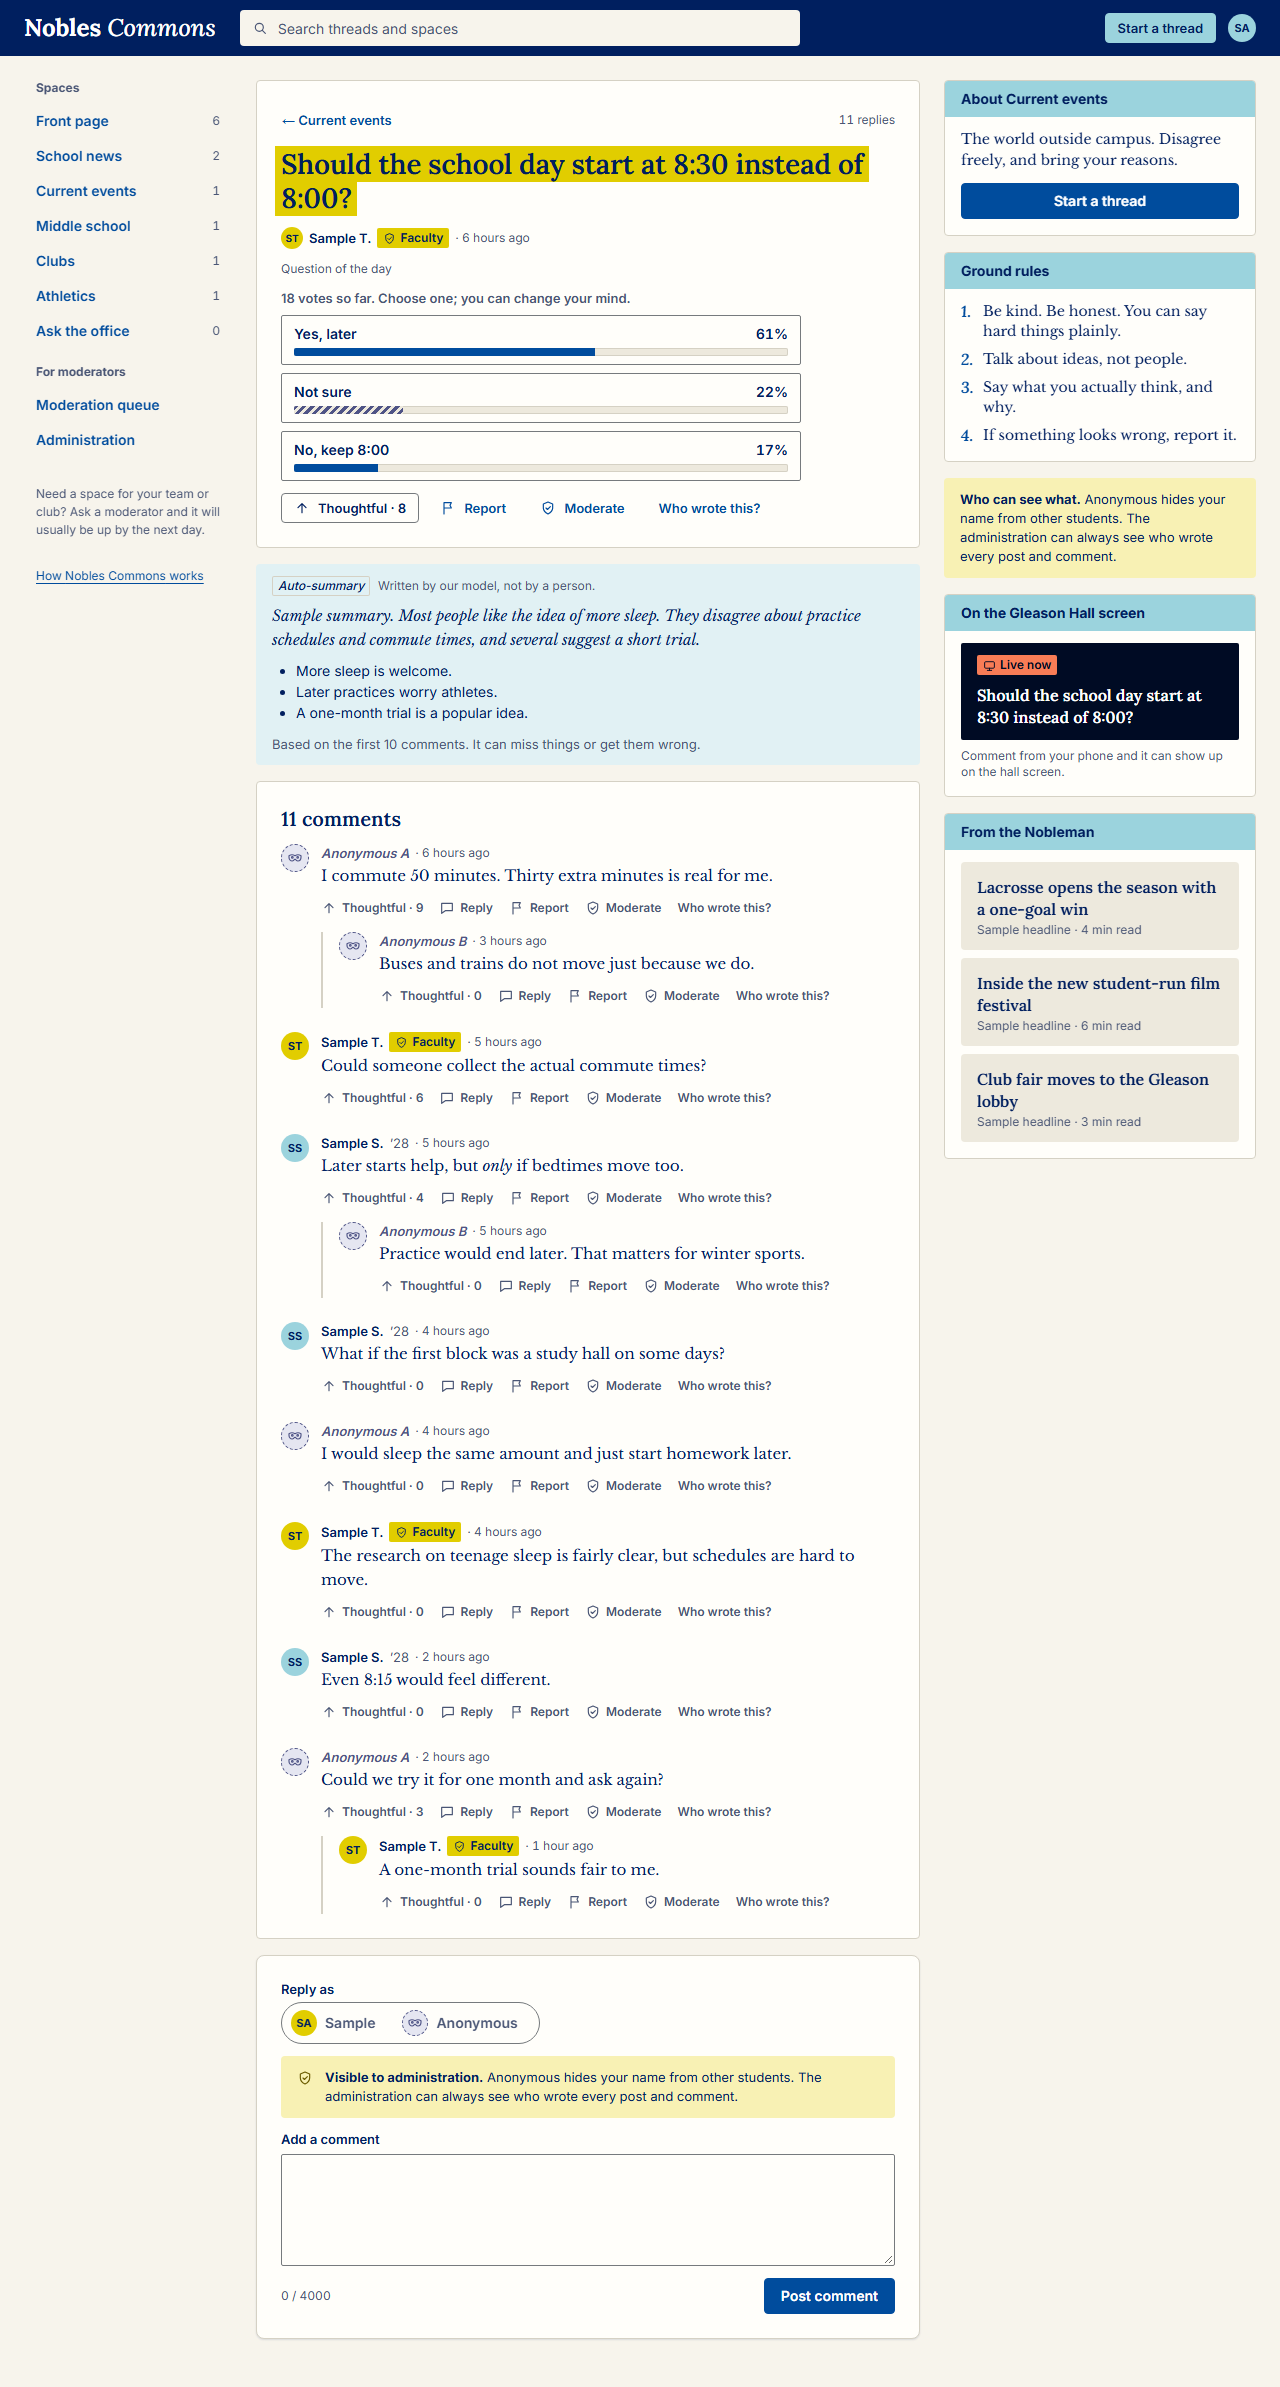 Nobles Commons
Search threads and spaces
Start a thread
SA
Spaces
Front page 6
School news 2
Current events 1
Middle school 1
Clubs 1
Athletics 1
Ask the office 0
For moderators
Moderation queue
Administration
Need a space for your team or
club? Ask a moderator and it will
usually be up by the next day.
How Nobles Commons works
← Current events
11 replies
Should the school day start at 8:30 instead of
8:00?
ST Sample T. Faculty · 6 hours ago
Question of the day
18 votes so far. Choose one; you can change your mind.
Yes, later 61%
Not sure 22%
No, keep 8:00 17%
Thoughtful · 8 Report Moderate Who wrote this?
Auto-summary Written by our model, not by a person.
Sample summary. Most people like the idea of more sleep. They disagree about practice
schedules and commute times, and several suggest a short trial.
• More sleep is welcome.
• Later practices worry athletes.
• A one-month trial is a popular idea.
Based on the first 10 comments. It can miss things or get them wrong.
11 comments
Anonymous A · 6 hours ago
I commute 50 minutes. Thirty extra minutes is real for me.
Thoughtful · 9 Reply Report Moderate Who wrote this?
Anonymous B · 3 hours ago
Buses and trains do not move just because we do.
Thoughtful · 0 Reply Report Moderate Who wrote this?
ST Sample T. Faculty · 5 hours ago
Could someone collect the actual commute times?
Thoughtful · 6 Reply Report Moderate Who wrote this?
SS Sample S. ’28 · 5 hours ago
Later starts help, but only if bedtimes move too.
Thoughtful · 4 Reply Report Moderate Who wrote this?
Anonymous B · 5 hours ago
Practice would end later. That matters for winter sports.
Thoughtful · 0 Reply Report Moderate Who wrote this?
SS Sample S. ’28 · 4 hours ago
What if the first block was a study hall on some days?
Thoughtful · 0 Reply Report Moderate Who wrote this?
Anonymous A · 4 hours ago
I would sleep the same amount and just start homework later.
Thoughtful · 0 Reply Report Moderate Who wrote this?
ST Sample T. Faculty · 4 hours ago
The research on teenage sleep is fairly clear, but schedules are hard to
move.
Thoughtful · 0 Reply Report Moderate Who wrote this?
SS Sample S. ’28 · 2 hours ago
Even 8:15 would feel different.
Thoughtful · 0 Reply Report Moderate Who wrote this?
Anonymous A · 2 hours ago
Could we try it for one month and ask again?
Thoughtful · 3 Reply Report Moderate Who wrote this?
ST Sample T. Faculty · 1 hour ago
A one-month trial sounds fair to me.
Thoughtful · 0 Reply Report Moderate Who wrote this?
Reply as
SA Sample Anonymous
Visible to administration. Anonymous hides your name from other students. The
administration can always see who wrote every post and comment.
Add a comment
0 / 4000
Post comment
About Current events
The world outside campus. Disagree
freely, and bring your reasons.
Start a thread
Ground rules
1. Be kind. Be honest. You can say
hard things plainly.
2. Talk about ideas, not people.
3. Say what you actually think, and
why.
4. If something looks wrong, report it.
Who can see what. Anonymous hides your
name from other students. The
administration can always see who wrote
every post and comment.
On the Gleason Hall screen
Live now
Should the school day start at
8:30 instead of 8:00?
Comment from your phone and it can show up
on the hall screen.
From the Nobleman
Lacrosse opens the season with
a one-goal win
Sample headline · 4 min read
Inside the new student-run film
festival
Sample headline · 6 min read
Club fair moves to the Gleason
lobby
Sample headline · 3 min read